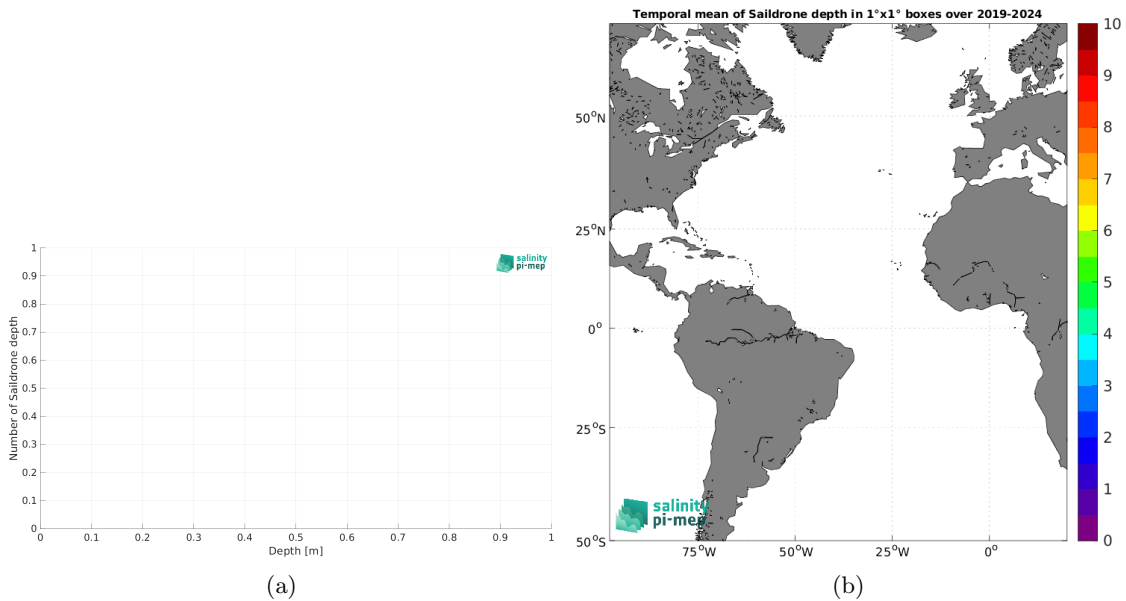 Temporal mean of Saildrone depth in 1°x1° boxes over 2019-2024
1
0.9
0.8
0.7
0.6
0.5
0.4
0.3
0.2
0.1
0
Number of Saildrone depth
0 0.1 0.2 0.3 0.4 0.5 0.6 0.7 0.8 0.9 1
Depth [m]
salinity
pi-mep
(a)
50°N
25°N
0°
25°S
50°S
75°W 50°W 25°W 0°
salinity
pi-mep
10
9
8
7
6
5
4
3
2
1
0
(b)